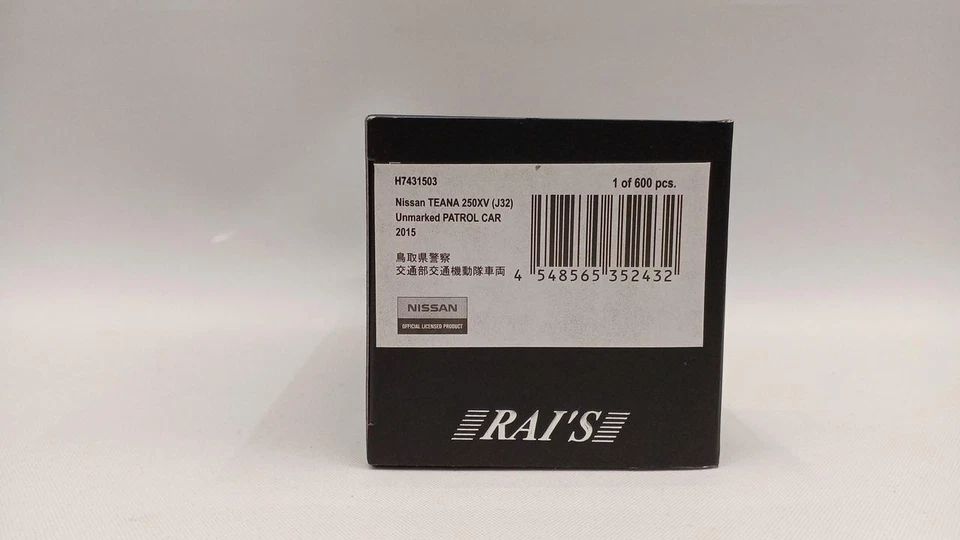 H7431503
1 of 600 pcs.
Nissan TEANA 250XV (J32)
Unmarked PATROL CAR
2015
鳥取県警察
交通部交通機動隊車両
4 548565 352432
NISSAN
OFFICIAL LICENSED PRODUCT
RAI'S